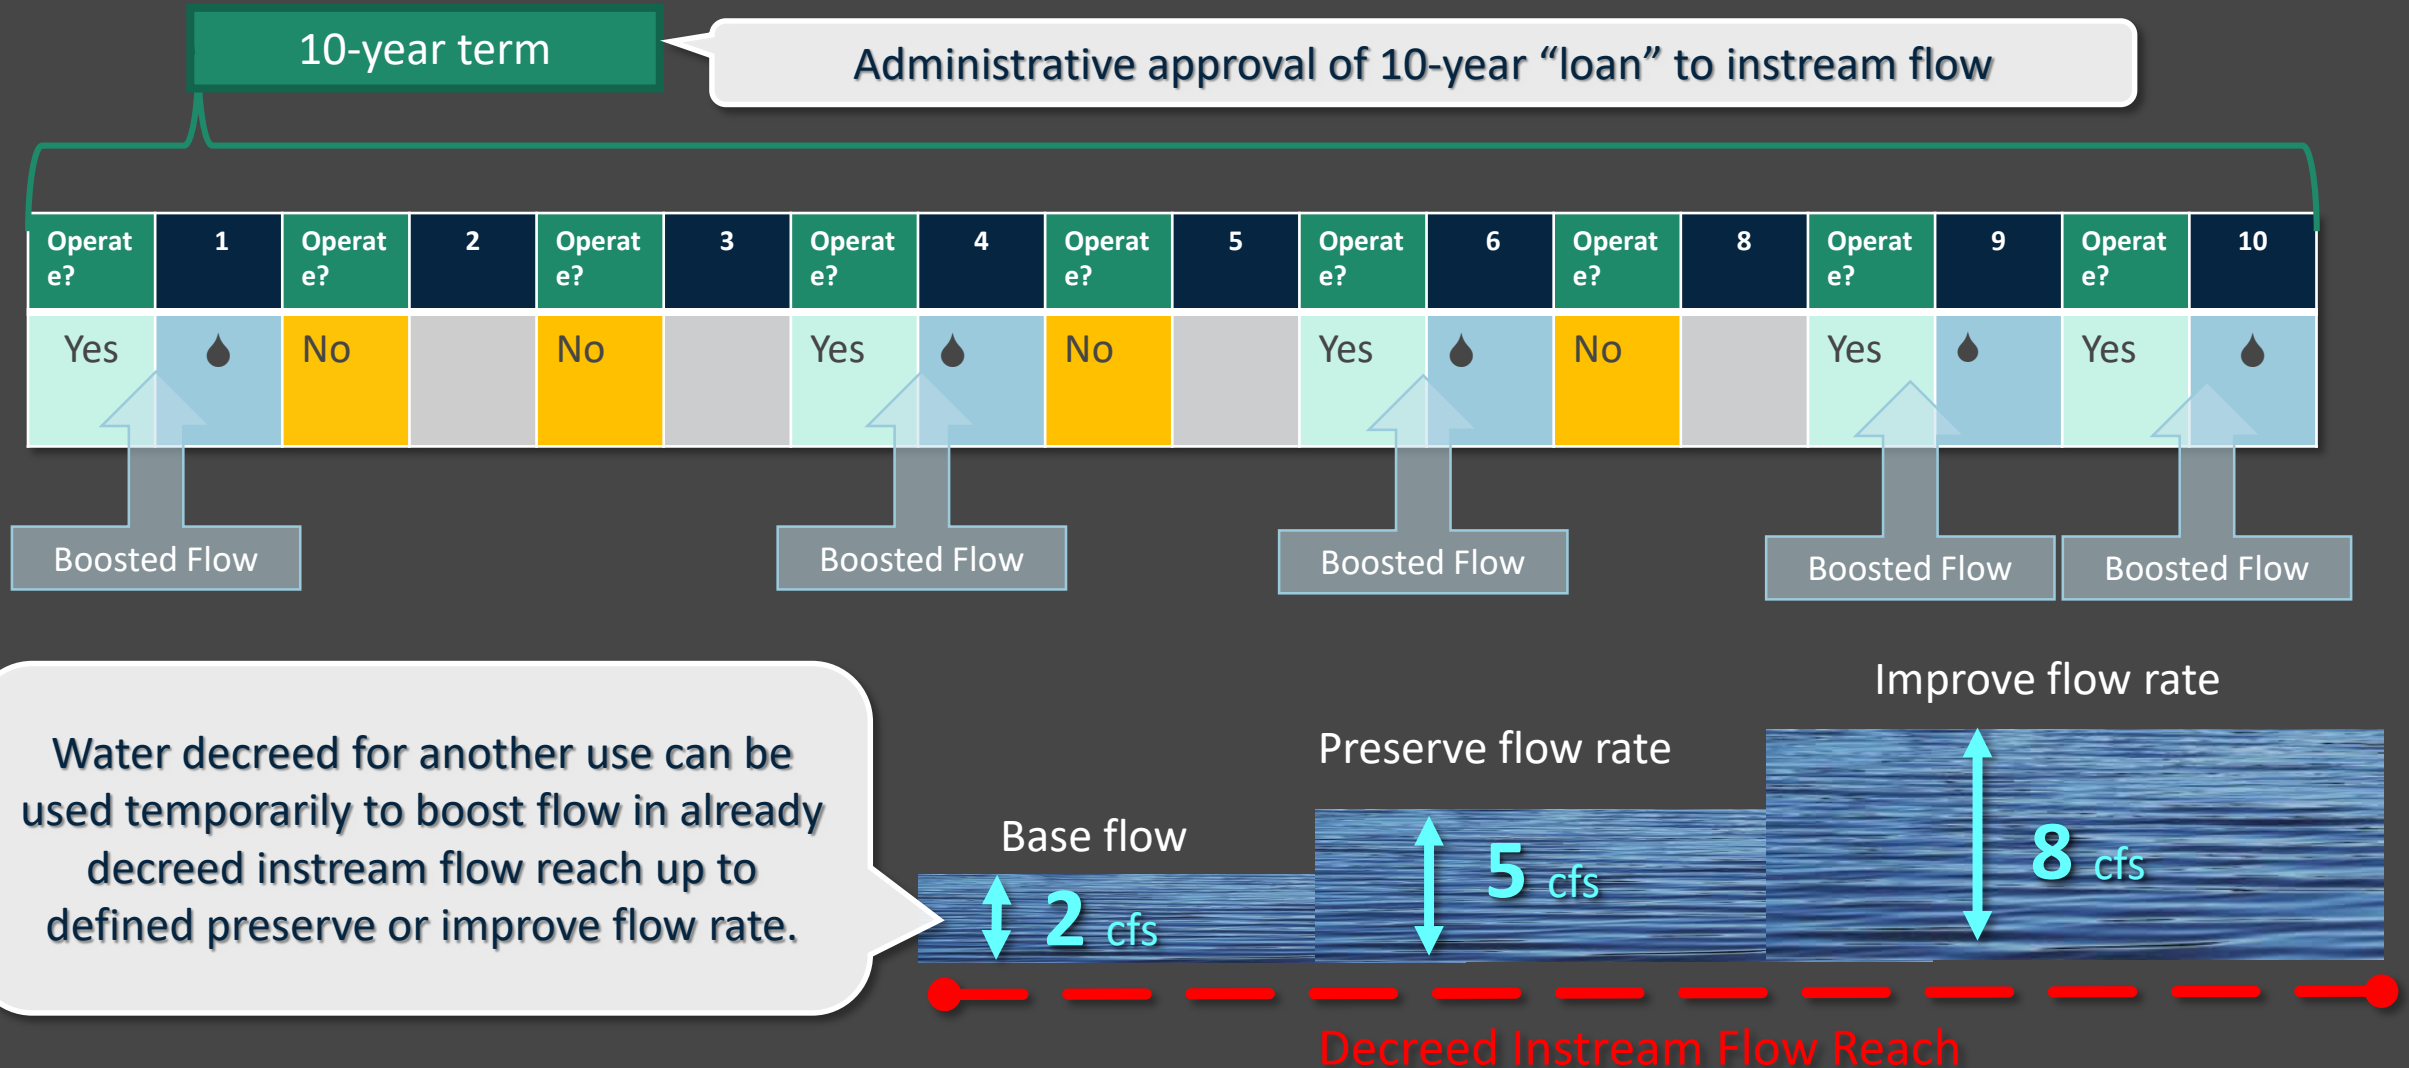 10-year term
Administrative approval of 10-year “loan” to instream flow
Operat 1 Operat 2 Operat 3 Operat 4 Operat 5 Operat 6 Operat 8 Operat 9 Operat 10
e? e? e? e? e? e? e? e? e?
Yes No No Yes No Yes No Yes Yes
Boosted Flow Boosted Flow Boosted Flow Boosted Flow Boosted Flow
Water decreed for another use can be
used temporarily to boost flow in already
decreed instream flow reach up to
defined preserve or improve flow rate.
Base flow
2 cfs
Preserve flow rate
5 cfs
Improve flow rate
8 cfs
Decreed Instream Flow Reach